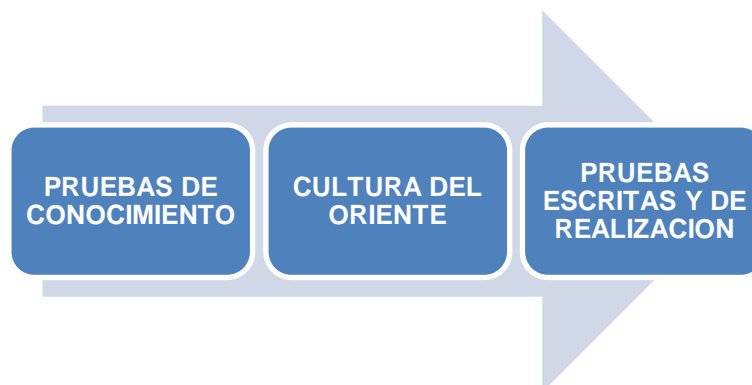 PRUEBAS DE
CONOCIMIENTO
CULTURA DEL
ORIENTE
PRUEBAS
ESCRITAS Y DE
REALIZACION